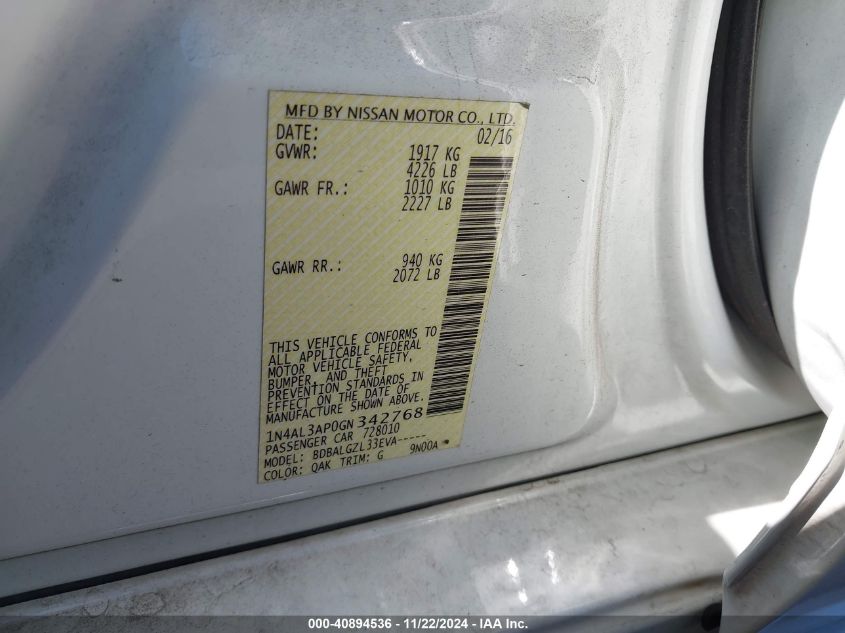 MFD BY NISSAN MOTOR CO., LTD.
DATE: 02/16
GVWR: 1917 KG
4226 LB
GAWR FR.: 1010 KG
2227 LB
GAWR RR.: 940 KG
2072 LB
THIS VEHICLE CONFORMS TO
ALL APPLICABLE FEDERAL
MOTOR VEHICLE SAFETY,
BUMPER, AND THEFT
PREVENTION STANDARDS IN
EFFECT ON THE DATE OF
MANUFACTURE SHOWN ABOVE.
1N4AL3AP0GN342768
PASSENGER CAR 728010
MODEL: BDBALGZL33EVA----- 9N00A
COLOR: QAK TRIM: G
000-40894536 - 11/22/2024 - IAAI.com